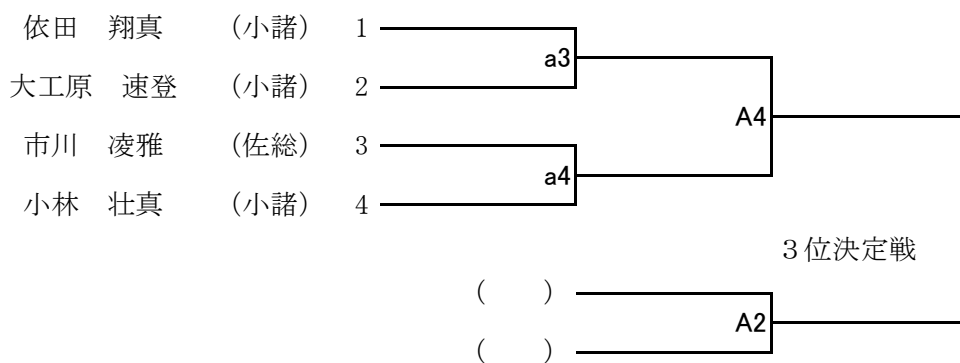 依田　翔真　（小諸）　1
a3
大工原　速登　（小諸）　2
A4
市川　凌雅　（佐総）　3
a4
小林　壮真　（小諸）　4
３位決定戦
（　　）
A2
（　　）